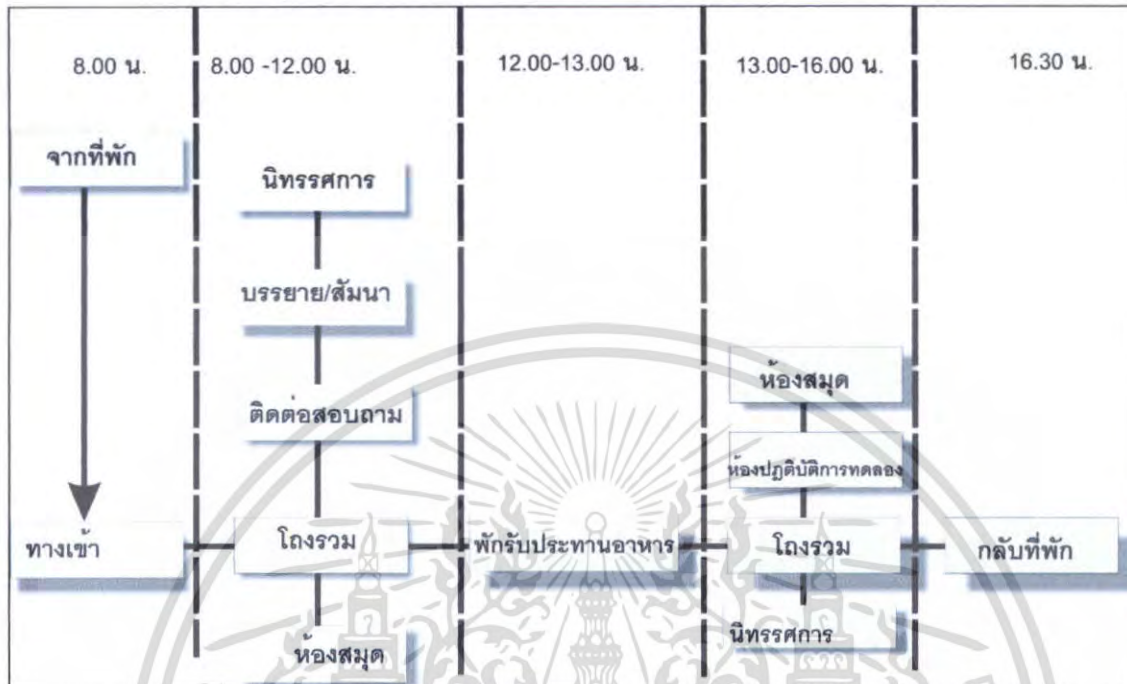 8.00 น.
8.00 -12.00 น.
12.00-13.00 น.
13.00-16.00 น.
16.30 น.
จากที่พัก
นิทรรศการ
บรรยาย/สัมนา
ติดต่อสอบถาม
ห้องสมุด
ห้องปฎิบัติการทดลอง
ทางเข้า
โถงรวม
พักรับประทานอาหาร
โถงรวม
กลับที่พัก
ห้องสมุด
นิทรรศการ